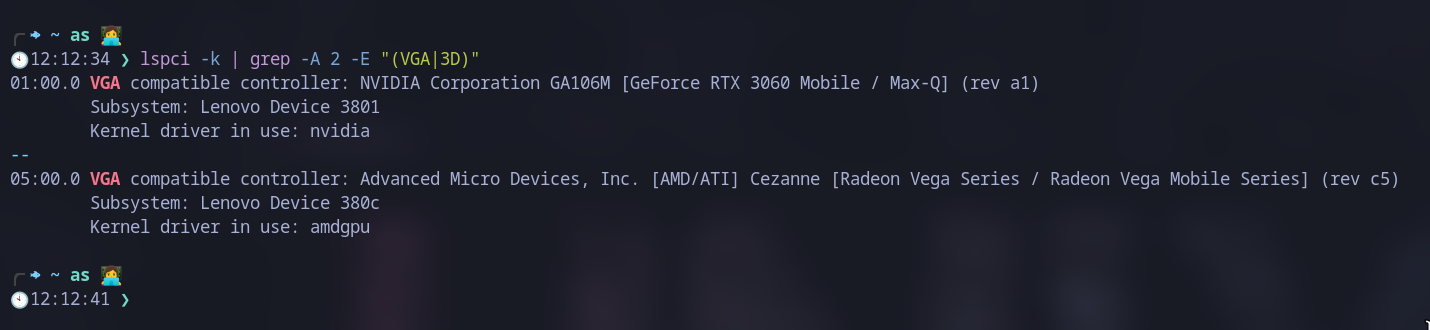 ~ as 🧑‍💻
🕙12:12:34 ❯ lspci -k | grep -A 2 -E "(VGA|3D)"
01:00.0 VGA compatible controller: NVIDIA Corporation GA106M [GeForce RTX 3060 Mobile / Max-Q] (rev a1)
        Subsystem: Lenovo Device 3801
        Kernel driver in use: nvidia
--
05:00.0 VGA compatible controller: Advanced Micro Devices, Inc. [AMD/ATI] Cezanne [Radeon Vega Series / Radeon Vega Mobile Series] (rev c5)
        Subsystem: Lenovo Device 380c
        Kernel driver in use: amdgpu
~ as 🧑‍💻
🕙12:12:41 ❯